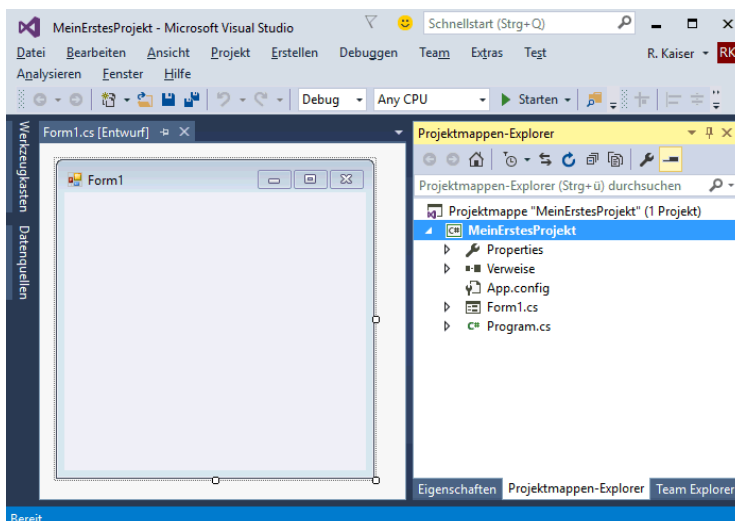 MeinErstesProjekt - Microsoft Visual Studio
Schnellstart (Strg+Q)
Datei Bearbeiten Ansicht Projekt Erstellen Debuggen Team Extras Test R. Kaiser RK
Analysieren Fenster Hilfe
Debug Any CPU Starten
Werkzeugkasten
Datenquellen
Form1.cs [Entwurf]
Form1
Projektmappen-Explorer
Projektmappen-Explorer (Strg+ü) durchsuchen
Projektmappe "MeinErstesProjekt" (1 Projekt)
C# MeinErstesProjekt
Properties
Verweise
App.config
Form1.cs
C# Program.cs
Eigenschaften Projektmappen-Explorer Team Explorer
Bereit